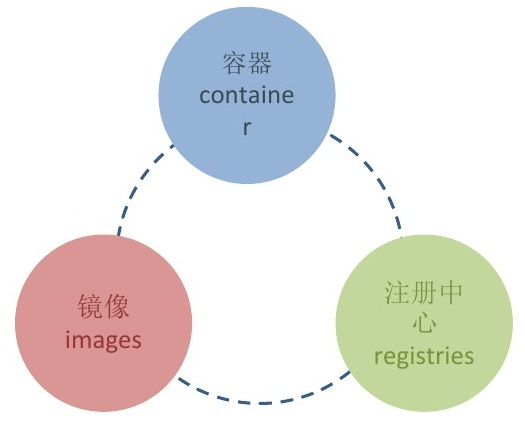 容器
containe
r
镜像
images
注册中
心
registries